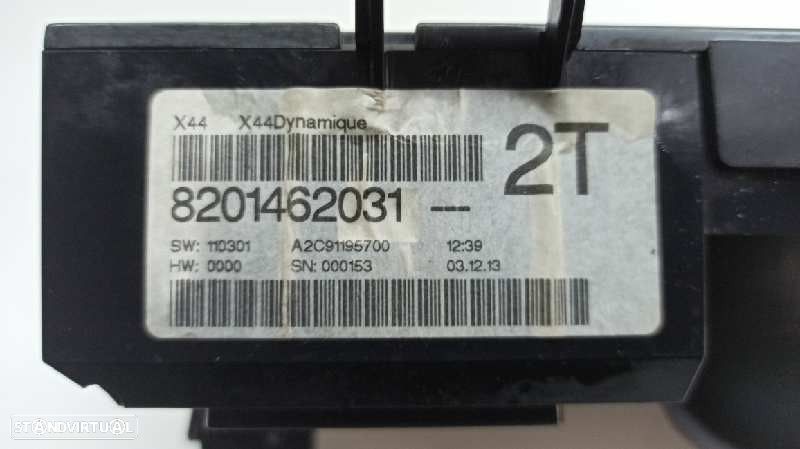 X44 X44Dynamique
2T
8201462031 ---
SW: 110301 A2C91195700 12:39
HW: 0000 SN: 000153 03.12.13
STANDVIRTUAL